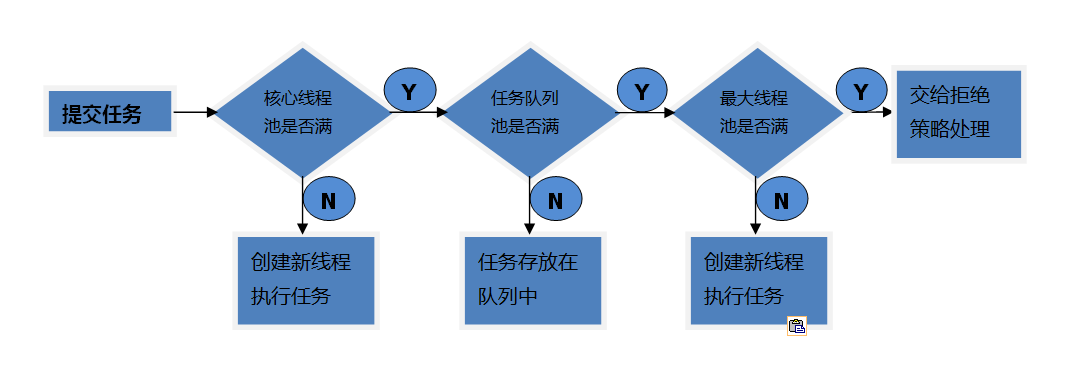 提交任务
核心线程
池是否满
Y
任务队列
池是否满
Y
最大线程
池是否满
Y
交给拒绝
策略处理
N
N
N
创建新线程
执行任务
任务存放在
队列中
创建新线程
执行任务